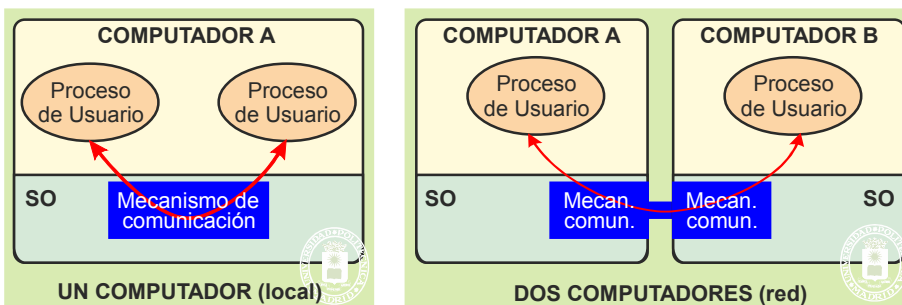 COMPUTADOR A
Proceso
de Usuario
Proceso
de Usuario
SO
Mecanismo de
comunicación
UN COMPUTADOR (local)
COMPUTADOR A
COMPUTADOR B
Proceso
de Usuario
Proceso
de Usuario
SO
Mecan.
comun.
Mecan.
comun.
SO
DOS COMPUTADORES (red)